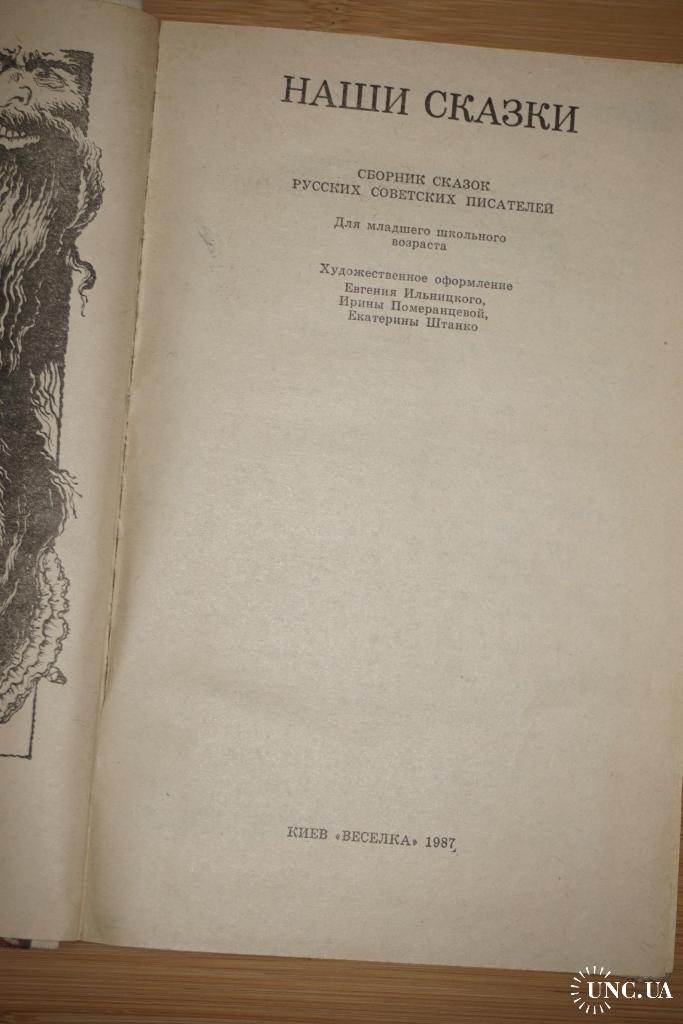 НАШИ СКАЗКИ
СБОРНИК СКАЗОК
РУССКИХ СОВЕТСКИХ ПИСАТЕЛЕЙ
Для младшего школьного
возраста
Художественное оформление
Евгения Ильницкого,
Ирины Померанцевой,
Екатерины Штанко
КИЕВ «ВЕСЕЛКА» 1987
UNC.UA